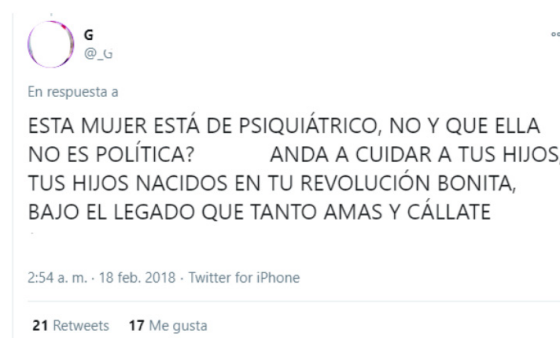 G
@_G
En respuesta a
ESTA MUJER ESTÁ DE PSIQUIÁTRICO, NO Y QUE ELLA
NO ES POLÍTICA? ANDA A CUIDAR A TUS HIJOS,
TUS HIJOS NACIDOS EN TU REVOLUCIÓN BONITA,
BAJO EL LEGADO QUE TANTO AMAS Y CÁLLATE
2:54 a. m. · 18 feb. 2018 · Twitter for iPhone
21 Retweets 17 Me gusta